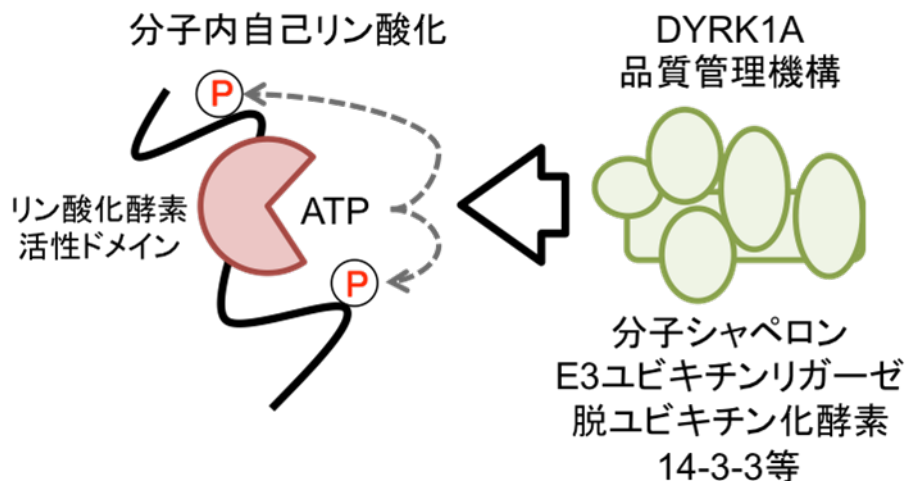 分子内自己リン酸化
P
リン酸化酵素
活性ドメイン
ATP
P
DYRK1A
品質管理機構
分子シャペロン
E3ユビキチンリガーゼ
脱ユビキチン化酵素
14-3-3等